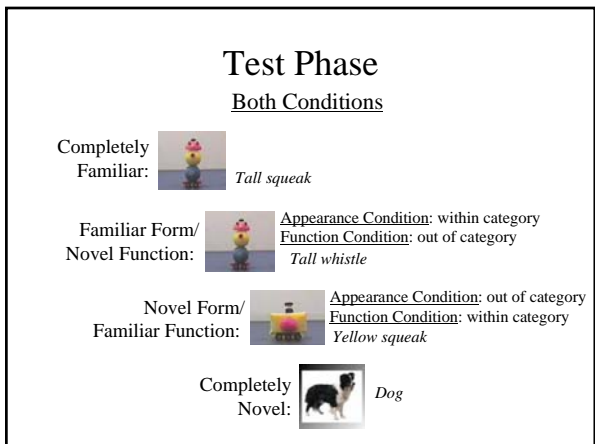 Test Phase
Both Conditions
Completely
Familiar:
Tall squeak
Familiar Form/
Novel Function:
Appearance Condition: within category
Function Condition: out of category
Tall whistle
Novel Form/
Familiar Function:
Appearance Condition: out of category
Function Condition: within category
Yellow squeak
Completely
Novel:
Dog